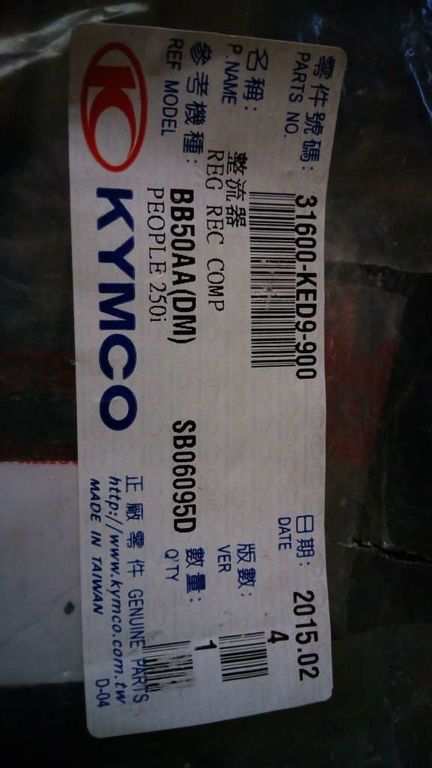 零件號碼: 31600-KED9-900 日期: 2015.02
PARTS NO. DATE
名稱: 整流器 版數: 4
P.NAME REG REC COMP VER
參考機種: BB50AA(DM) SB06095D 數量: 1
REF MODEL PEOPLE 250i Q'TY
KYMCO
正廠零件 GENUINE PARTS
http://www.kymco.com.tw
MADE IN TAIWAN D-04